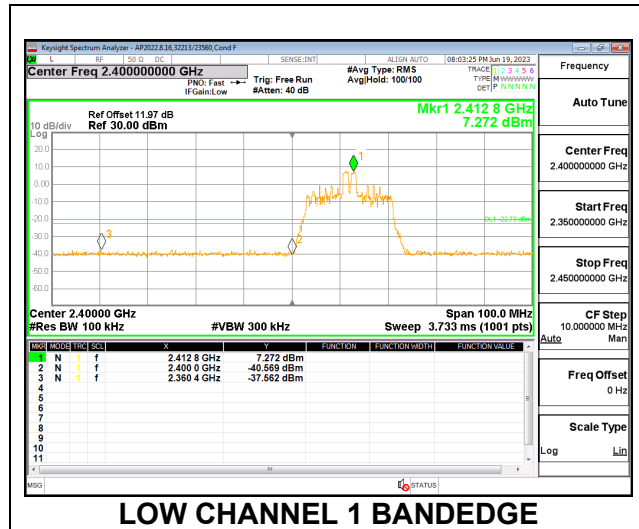 Keysight Spectrum Analyzer - AP2022.8.16,32213/23560,Cond F
L RF 50 Ω DC SENSE:INT ALIGN AUTO 08:03:25 PM Jun 19, 2023
Center Freq 2.400000000 GHz
PNO: Fast
IFGain:Low
Trig: Free Run
#Atten: 40 dB
#Avg Type: RMS
Avg|Hold: 100/100
TRACE 1 2 3 4 5 6
TYPE M WWWWW
DET P N N N N N
Frequency
Auto Tune
Center Freq
2.400000000 GHz
Start Freq
2.350000000 GHz
Stop Freq
2.450000000 GHz
CF Step
10.000000 MHz
Auto Man
Freq Offset
0 Hz
Scale Type
Log Lin
Mkr1 2.412 8 GHz
7.272 dBm
Ref Offset 11.97 dB
10 dB/div Ref 30.00 dBm
Log
20.0
10.0
0.00
-10.0
-20.0
-30.0
-40.0
-50.0
-60.0
1
2
3
DL1 -22.73 dBm
Center 2.40000 GHz Span 100.0 MHz
#Res BW 100 kHz #VBW 300 kHz Sweep 3.733 ms (1001 pts)
MKR MODE TRC SCL X Y FUNCTION FUNCTION WIDTH FUNCTION VALUE
1 N 1 f 2.412 8 GHz 7.272 dBm
2 N 1 f 2.400 0 GHz -40.569 dBm
3 N 1 f 2.360 4 GHz -37.562 dBm
4
5
6
7
8
9
10
11
MSG STATUS
LOW CHANNEL 1 BANDEDGE